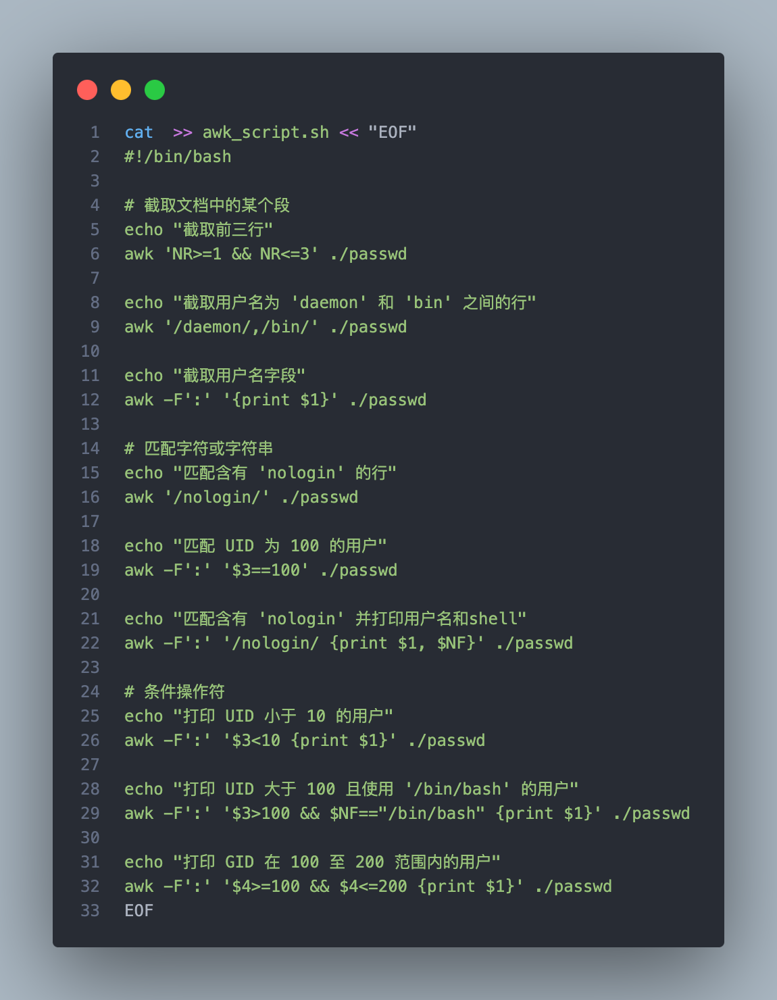 1 cat  >> awk_script.sh << "EOF"
2 #!/bin/bash
3
4 # 截取文档中的某个段
5 echo "截取前三行"
6 awk 'NR>=1 && NR<=3' ./passwd
7
8 echo "截取用户名为 'daemon' 和 'bin' 之间的行"
9 awk '/daemon/,/bin/' ./passwd
10
11 echo "截取用户名字段"
12 awk -F':' '{print $1}' ./passwd
13
14 # 匹配字符或字符串
15 echo "匹配含有 'nologin' 的行"
16 awk '/nologin/' ./passwd
17
18 echo "匹配 UID 为 100 的用户"
19 awk -F':' '$3==100' ./passwd
20
21 echo "匹配含有 'nologin' 并打印用户名和shell"
22 awk -F':' '/nologin/ {print $1, $NF}' ./passwd
23
24 # 条件操作符
25 echo "打印 UID 小于 10 的用户"
26 awk -F':' '$3<10 {print $1}' ./passwd
27
28 echo "打印 UID 大于 100 且使用 '/bin/bash' 的用户"
29 awk -F':' '$3>100 && $NF=="/bin/bash" {print $1}' ./passwd
30
31 echo "打印 GID 在 100 至 200 范围内的用户"
32 awk -F':' '$4>=100 && $4<=200 {print $1}' ./passwd
33 EOF